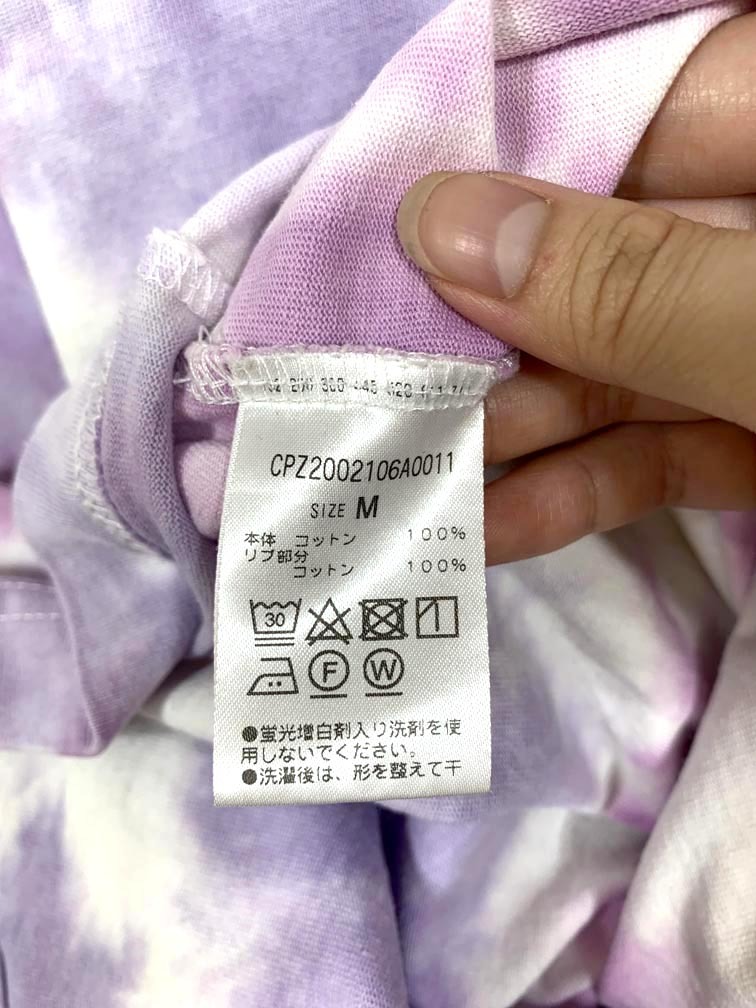 CPZ2002106A0011
SIZE M
本体 コットン 100%
リブ部分
コットン 100%
30
F W
●蛍光増白剤入り洗剤を使
用しないでください。
●洗濯後は、形を整えて干